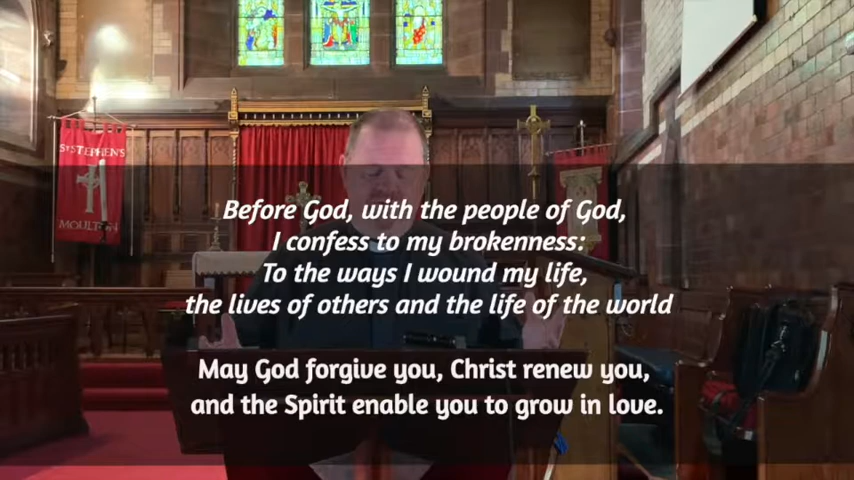 ST STEPHEN'S
MOULTON
Before God, with the people of God,
I confess to my brokenness:
To the ways I wound my life,
the lives of others and the life of the world
May God forgive you, Christ renew you,
and the Spirit enable you to grow in love.